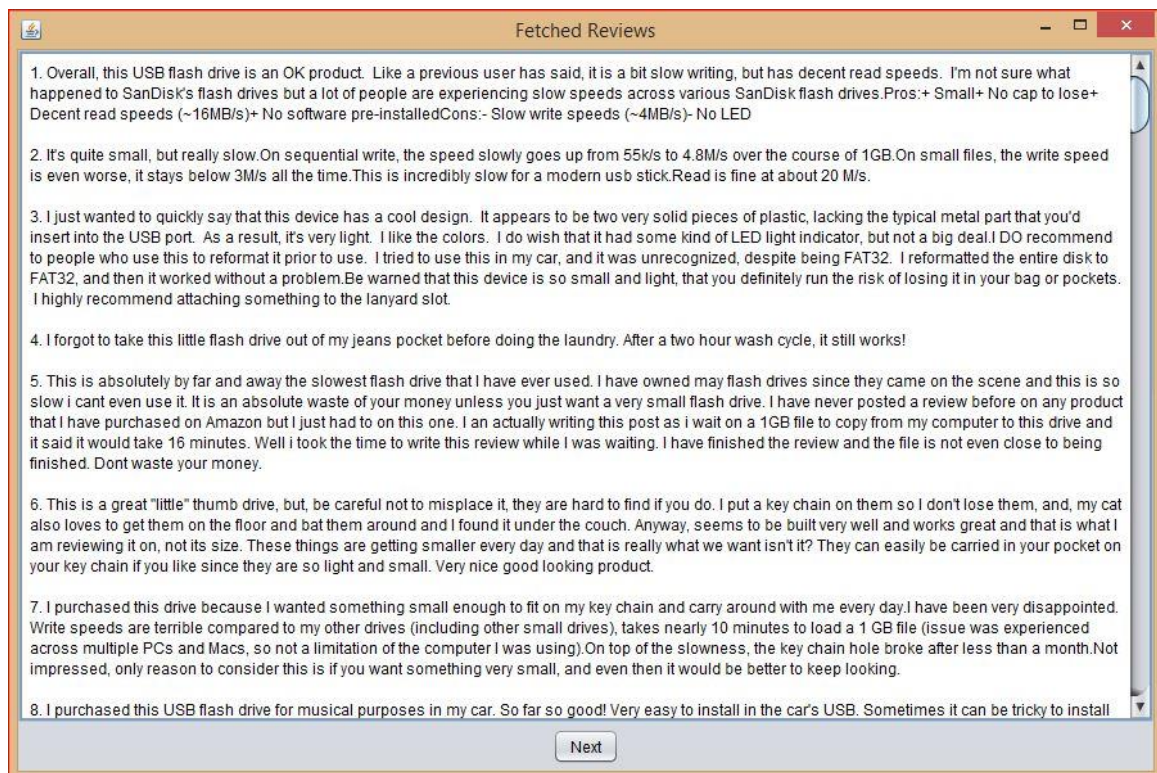 Fetched Reviews
1. Overall, this USB flash drive is an OK product.  Like a previous user has said, it is a bit slow writing, but has decent read speeds.  I'm not sure what
happened to SanDisk's flash drives but a lot of people are experiencing slow speeds across various SanDisk flash drives.Pros:+ Small+ No cap to lose+
Decent read speeds (~16MB/s)+ No software pre-installedCons:- Slow write speeds (~4MB/s)- No LED
2. It's quite small, but really slow.On sequential write, the speed slowly goes up from 55k/s to 4.8M/s over the course of 1GB.On small files, the write speed
is even worse, it stays below 3M/s all the time.This is incredibly slow for a modern usb stick.Read is fine at about 20 M/s.
3. I just wanted to quickly say that this device has a cool design.  It appears to be two very solid pieces of plastic, lacking the typical metal part that you'd
insert into the USB port.  As a result, it's very light.  I like the colors.  I do wish that it had some kind of LED light indicator, but not a big deal.I DO recommend
to people who use this to reformat it prior to use.  I tried to use this in my car, and it was unrecognized, despite being FAT32.  I reformatted the entire disk to
FAT32, and then it worked without a problem.Be warned that this device is so small and light, that you definitely run the risk of losing it in your bag or pockets.
I highly recommend attaching something to the lanyard slot.
4. I forgot to take this little flash drive out of my jeans pocket before doing the laundry. After a two hour wash cycle, it still works!
5. This is absolutely by far and away the slowest flash drive that I have ever used. I have owned may flash drives since they came on the scene and this is so
slow i cant even use it. It is an absolute waste of your money unless you just want a very small flash drive. I have never posted a review before on any product
that I have purchased on Amazon but I just had to on this one. I an actually writing this post as i wait on a 1GB file to copy from my computer to this drive and
it said it would take 16 minutes. Well i took the time to write this review while I was waiting. I have finished the review and the file is not even close to being
finished. Dont waste your money.
6. This is a great "little" thumb drive, but, be careful not to misplace it, they are hard to find if you do. I put a key chain on them so I don't lose them, and, my cat
also loves to get them on the floor and bat them around and I found it under the couch. Anyway, seems to be built very well and works great and that is what I
am reviewing it on, not its size. These things are getting smaller every day and that is really what we want isn't it? They can easily be carried in your pocket on
your key chain if you like since they are so light and small. Very nice good looking product.
7. I purchased this drive because I wanted something small enough to fit on my key chain and carry around with me every day.I have been very disappointed.
Write speeds are terrible compared to my other drives (including other small drives), takes nearly 10 minutes to load a 1 GB file (issue was experienced
across multiple PCs and Macs, so not a limitation of the computer I was using).On top of the slowness, the key chain hole broke after less than a month.Not
impressed, only reason to consider this is if you want something very small, and even then it would be better to keep looking.
8. I purchased this USB flash drive for musical purposes in my car. So far so good! Very easy to install in the car's USB. Sometimes it can be tricky to install
Next